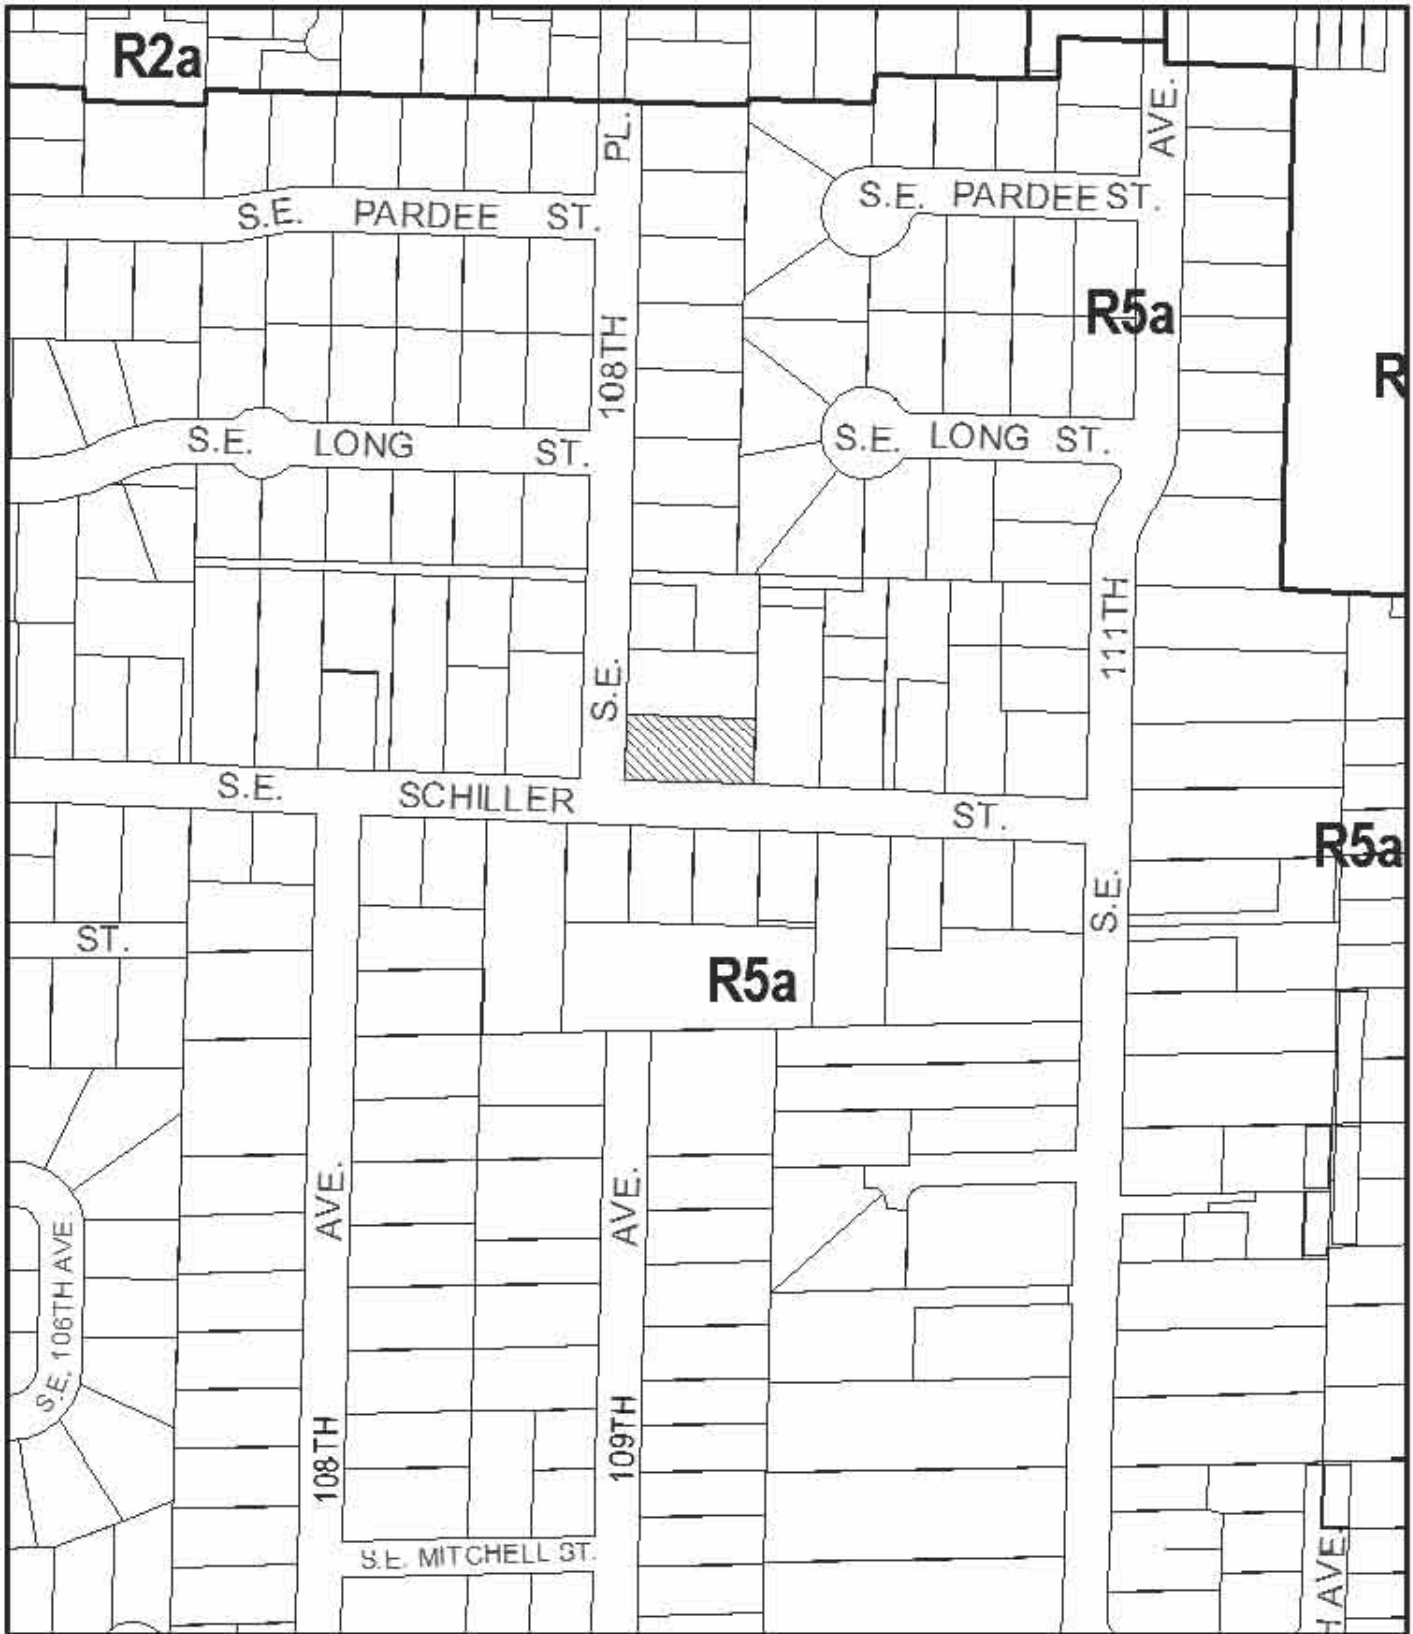 R2a
PL.
AVE.
S.E. PARDEE ST.
S.E. PARDEE ST.
R5a
108TH
R
S.E. LONG ST.
S.E. LONG ST.
111TH
S.E.
S.E. SCHILLER ST.
R5a
S.E.
ST.
R5a
AVE.
AVE.
S.E. 106TH AVE
108TH
109TH
S.E. MITCHELL ST.
H AVE.